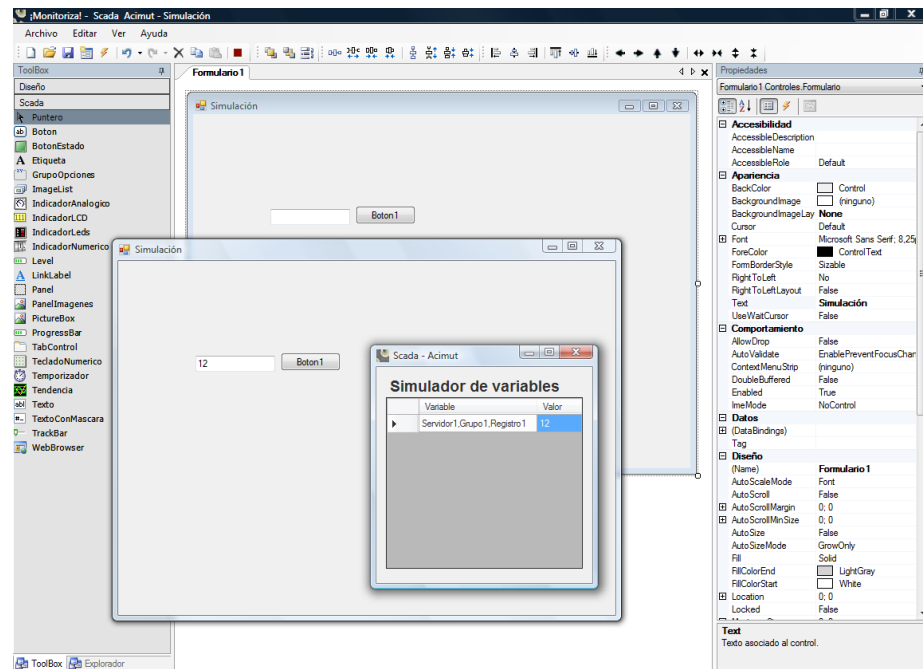 ¡Monitoriza! - Scada Acimut - Simulación
Archivo Editar Ver Ayuda
ToolBox
Diseño
Scada
Puntero
Boton
BotonEstado
Etiqueta
GrupoOpciones
ImageList
IndicadorAnalogico
IndicadorLCD
IndicadorLeds
IndicadorNumerico
Level
LinkLabel
Panel
PanelImagenes
PictureBox
ProgressBar
TabControl
TecladoNumerico
Temporizador
Tendencia
Texto
TextoConMascara
TrackBar
WebBrowser
ToolBox Explorador
Formulario1
Simulación
Boton1
Simulación
12 Boton1
Scada - Acimut
Simulador de variables
Variable Valor
Servidor1,Grupo1,Registro1 12
Propiedades
Formulario1 Controles.Formulario
Accesibilidad
AccessibleDescription
AccessibleName
AccessibleRole Default
Apariencia
BackColor Control
BackgroundImage (ninguno)
BackgroundImageLay None
Cursor Default
Font Microsoft Sans Serif; 8,25p
ForeColor ControlText
FormBorderStyle Sizable
RightToLeft No
RightToLeftLayout False
Text Simulación
UseWaitCursor False
Comportamiento
AllowDrop False
AutoValidate EnablePreventFocusChan
ContextMenuStrip (ninguno)
DoubleBuffered False
Enabled True
ImeMode NoControl
Datos
(DataBindings)
Tag
Diseño
(Name) Formulario1
AutoScaleMode Font
AutoScroll False
AutoScrollMargin 0; 0
AutoScrollMinSize 0; 0
AutoSize False
AutoSizeMode GrowOnly
Fill Solid
FillColorEnd LightGray
FillColorStart White
Location 0; 0
Locked False
Text
Texto asociado al control.